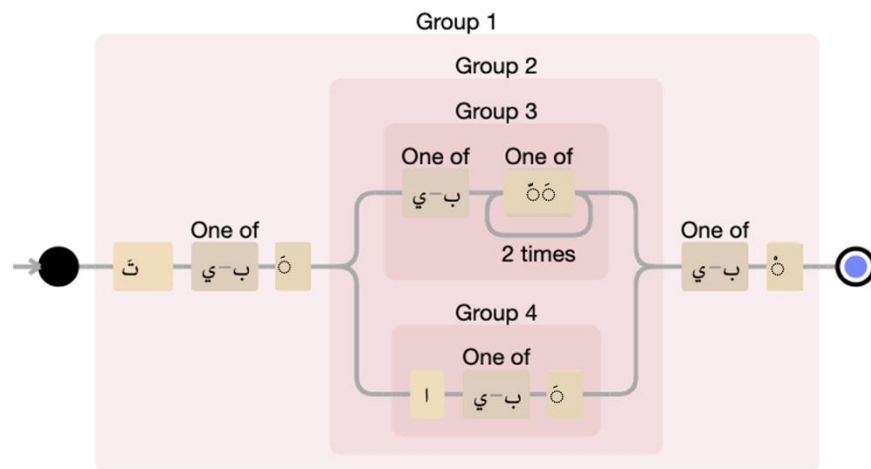 Group 1
Group 2
Group 3
One of One of
ب-ي ◌ّ◌َ
2 times
One of
تَ ب-ي ◌َ
One of
ب-ي ◌ْ
Group 4
One of
ا ب-ي ◌َ